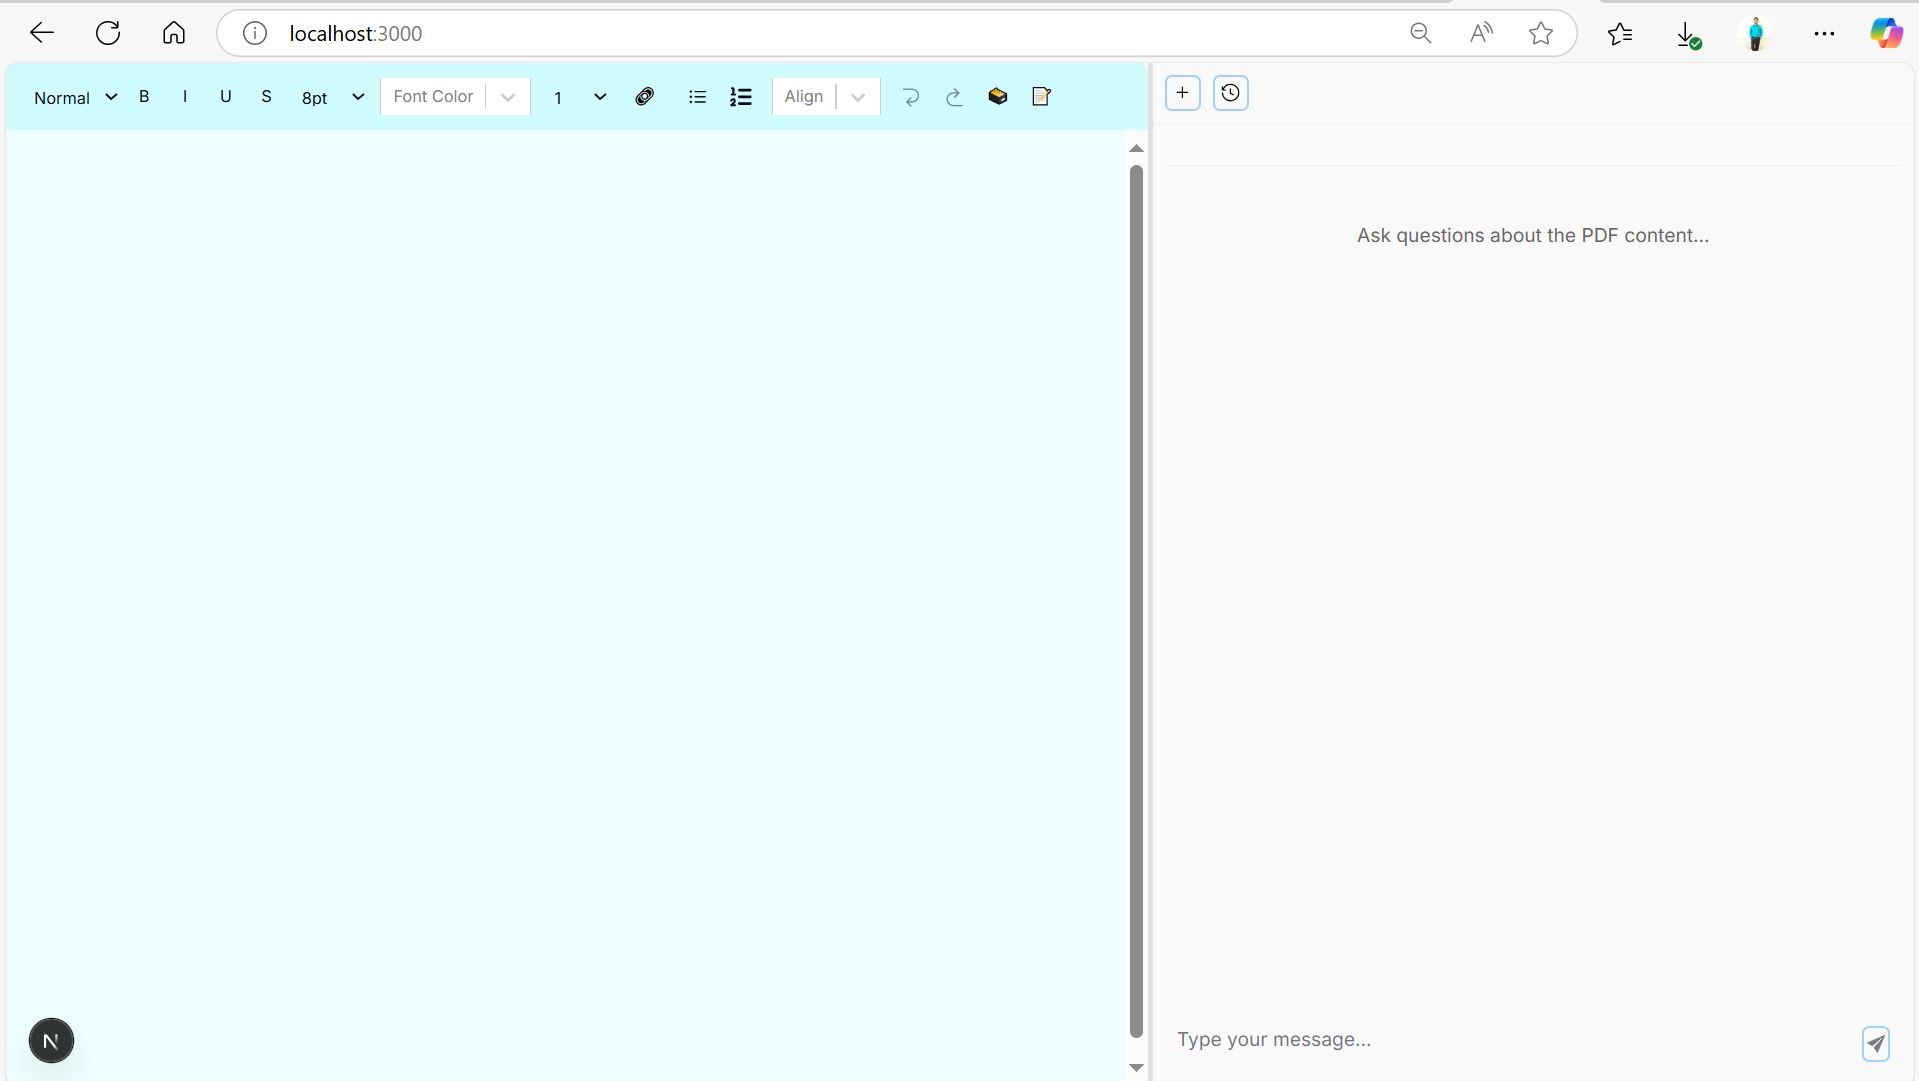 localhost:3000
Normal B I U S 8pt Font Color 1 Align
Ask questions about the PDF content...
N
Type your message...